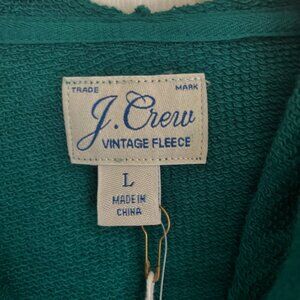 TRADE MARK
J.Crew
VINTAGE FLEECE
L
MADE IN
CHINA